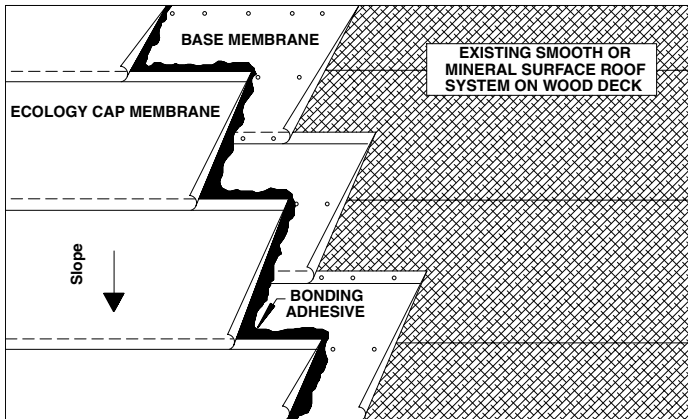 BASE MEMBRANE
EXISTING SMOOTH OR
MINERAL SURFACE ROOF
SYSTEM ON WOOD DECK
ECOLOGY CAP MEMBRANE
Slope
BONDING
ADHESIVE